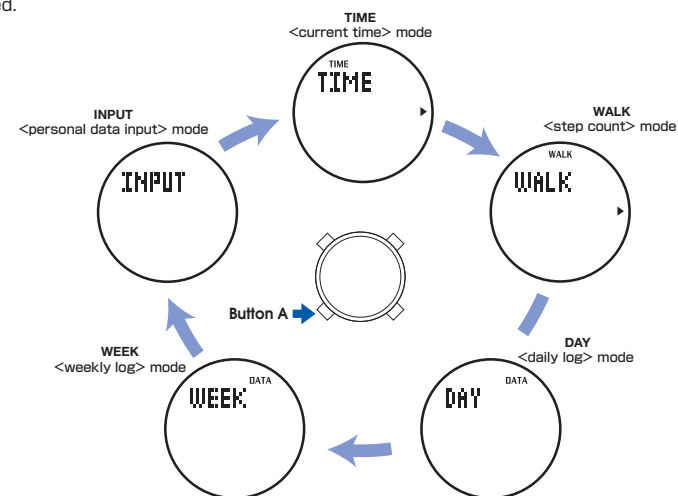 ed.
TIME
<current time> mode
TIME
TIME
WALK
<step count> mode
WALK
WALK
DAY
<daily log> mode
DATA
DAY
WEEK
<weekly log> mode
DATA
WEEK
INPUT
<personal data input> mode
INPUT
Button A